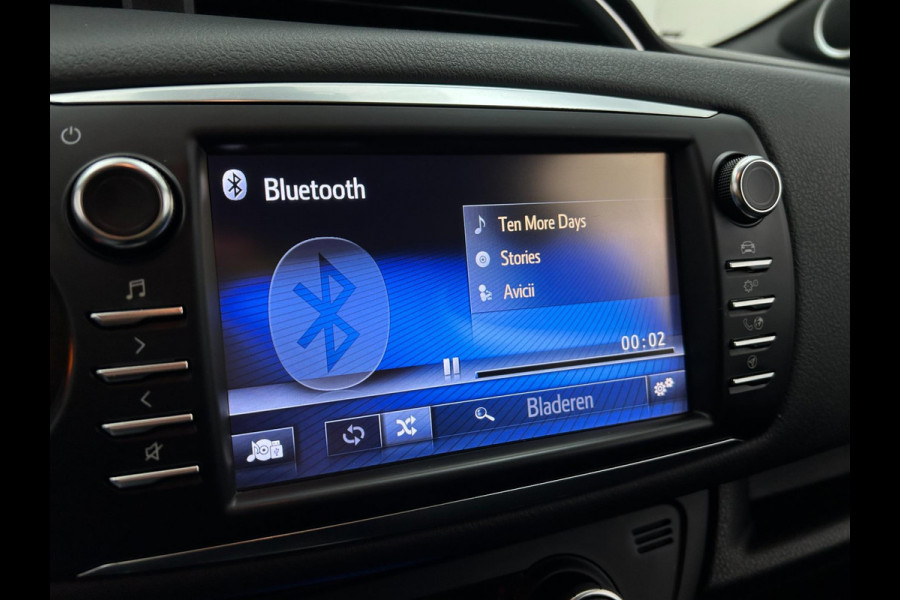 Bluetooth
Ten More Days
Stories
Avicii
00:02
Bladeren